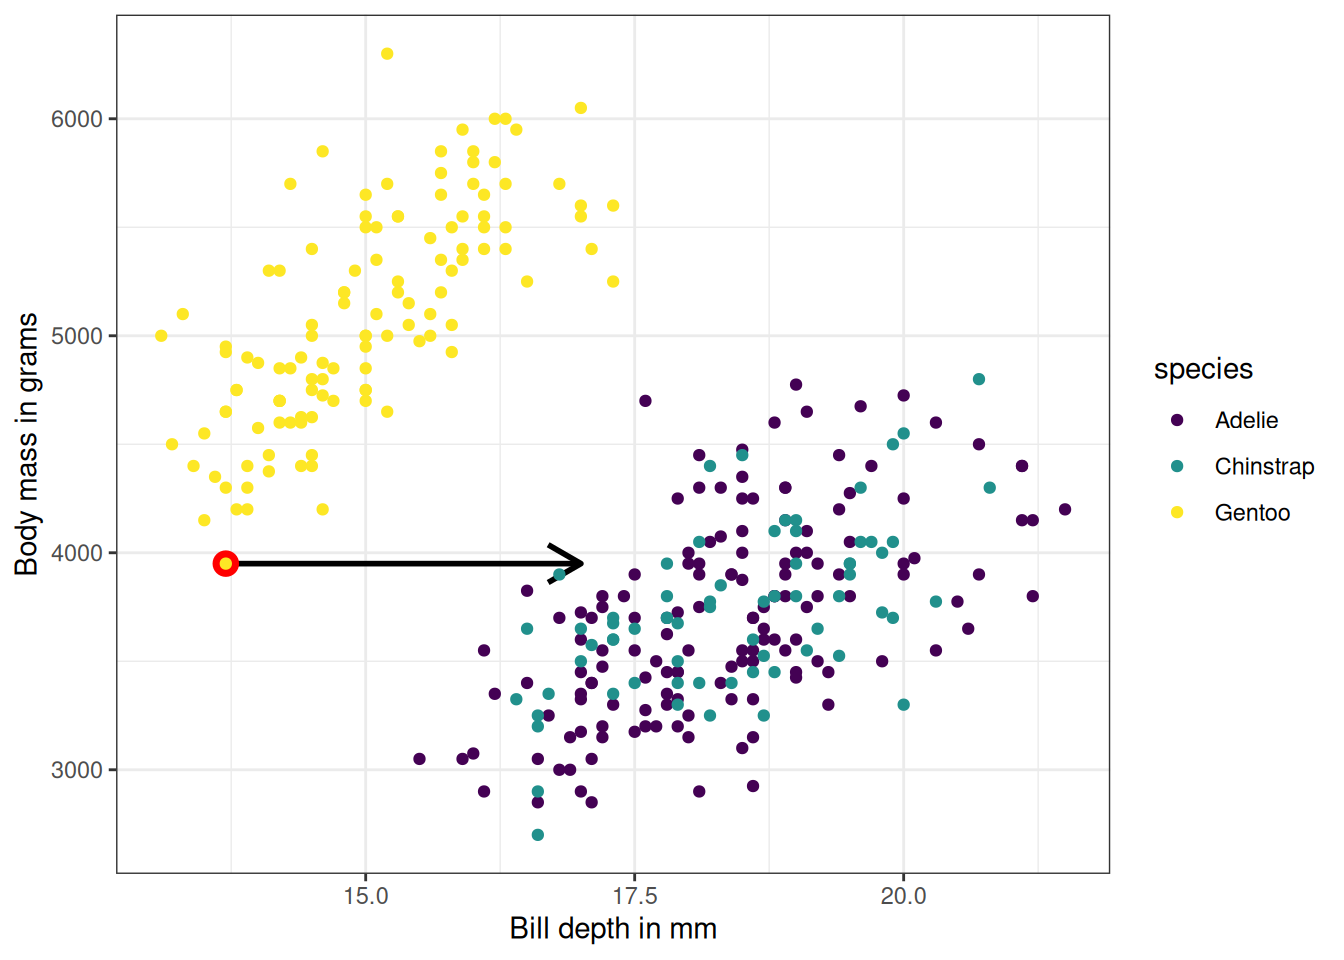 Body mass in grams
6000
5000
4000
3000
15.0
17.5
20.0
Bill depth in mm
species
Adelie
Chinstrap
Gentoo